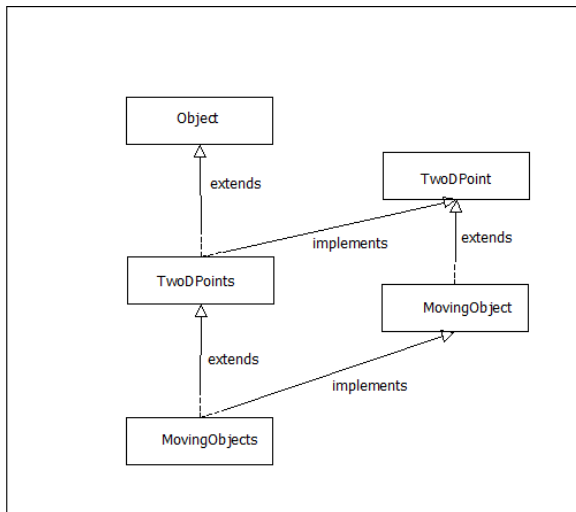 Object
TwoDPoint
extends
extends
implements
TwoDPoints
MovingObject
extends
implements
MovingObjects